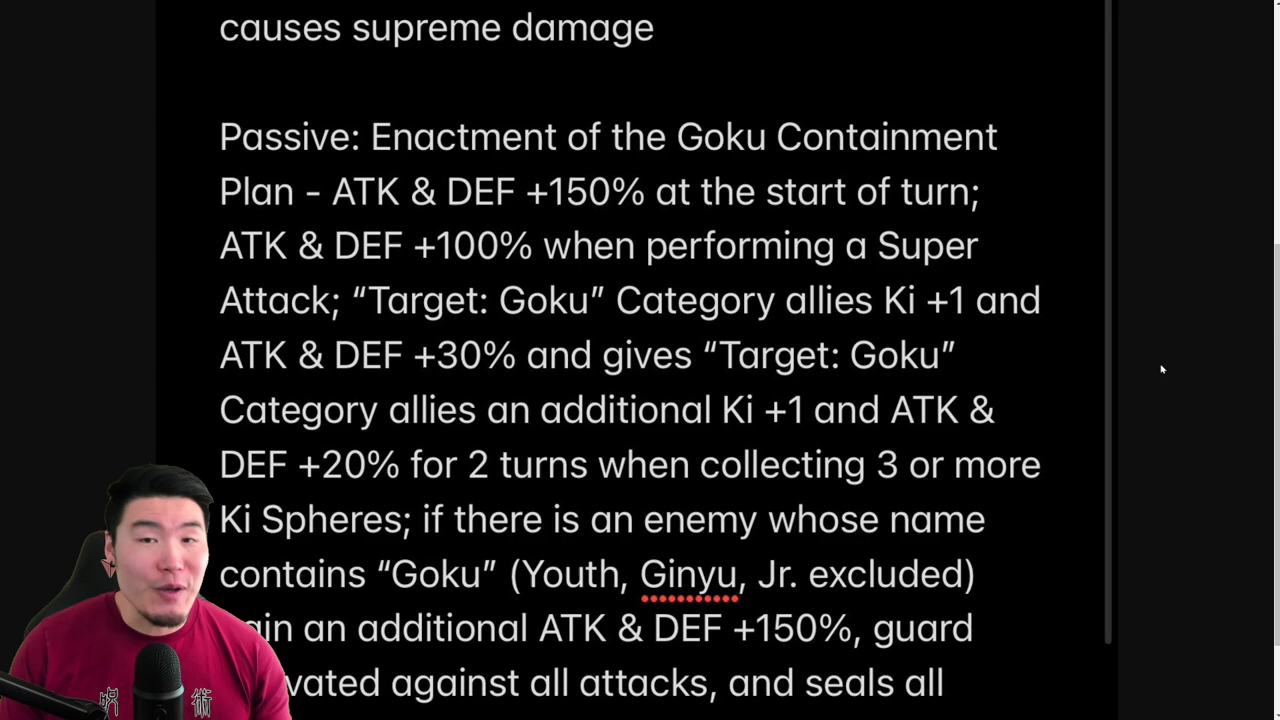 causes supreme damage
Passive: Enactment of the Goku Containment
Plan - ATK & DEF +150% at the start of turn;
ATK & DEF +100% when performing a Super
Attack; “Target: Goku” Category allies Ki +1 and
ATK & DEF +30% and gives “Target: Goku”
Category allies an additional Ki +1 and ATK &
DEF +20% for 2 turns when collecting 3 or more
Ki Spheres; if there is an enemy whose name
contains “Goku” (Youth, Ginyu, Jr. excluded)
ain an additional ATK & DEF +150%, guard
vated against all attacks, and seals all
呪 術